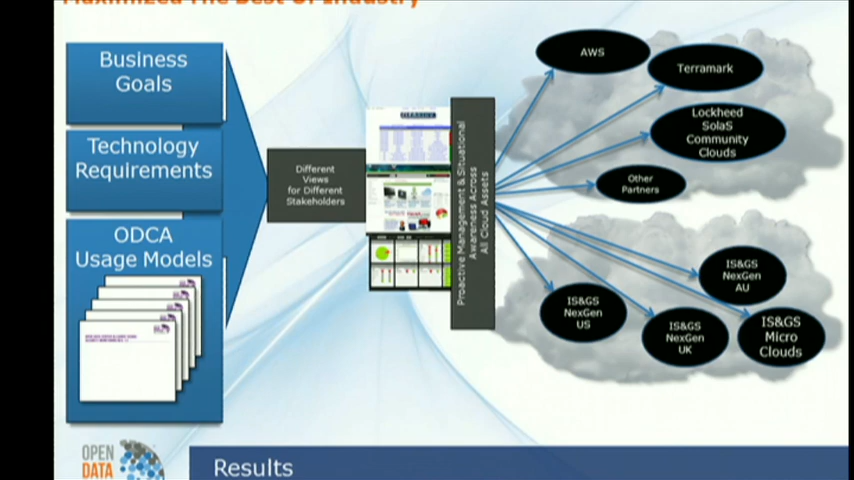 Maximized The Best Of Industry
Business
Goals
Technology
Requirements
ODCA
Usage Models
Different
Views
for Different
Stakeholders
Proactive Management & Situational
Awareness Across
All Cloud Assets
AWS
Terramark
Lockheed
SolaS
Community
Clouds
Other
Partners
IS&GS
NexGen
AU
IS&GS
NexGen
US
IS&GS
NexGen
UK
IS&GS
Micro
Clouds
OPEN
DATA
Results